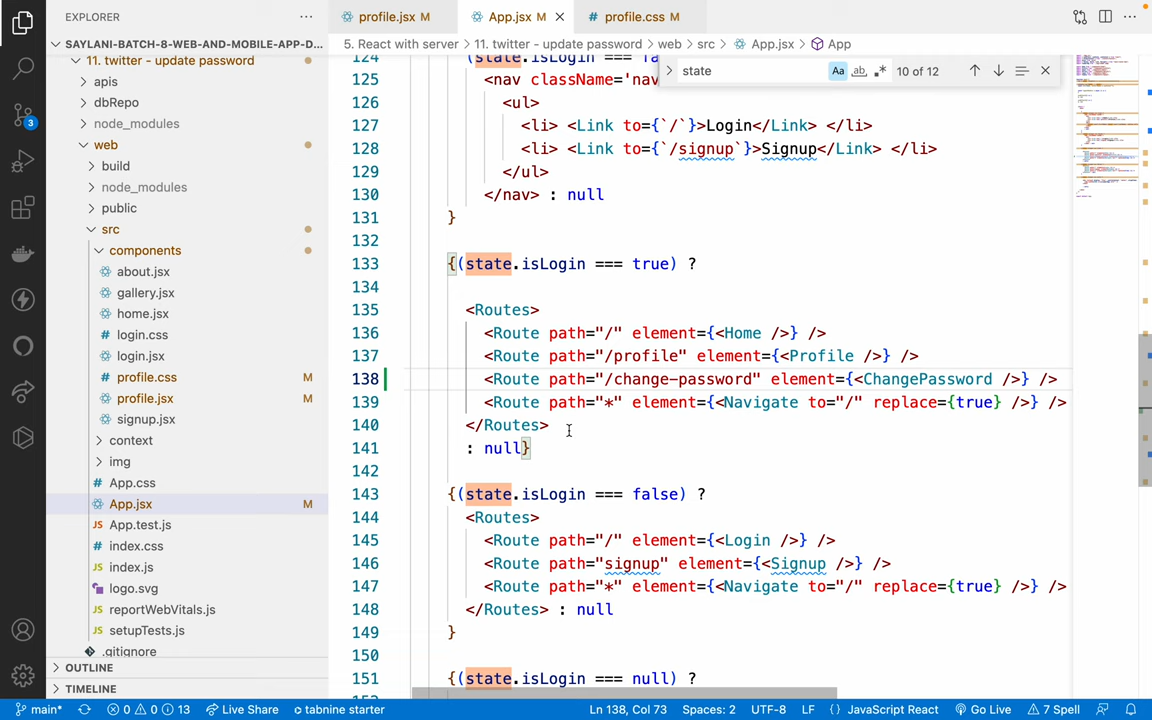 EXPLORER
profile.jsx M
App.jsx M
profile.css M
SAYLANI-BATCH-8-WEB-AND-MOBILE-APP-D...
5. React with server > 11. twitter - update password > web > src > App.jsx > App
11. twitter - update password
124 (state.isLogin === fa
state
Aa ab .* 10 of 12
apis
125 <nav className='nav
dbRepo
126 <ul>
node_modules
127 <li> <Link to={`/`}>Login</Link> </li>
web
128 <li> <Link to={`/signup`}>Signup</Link> </li>
build
129 </ul>
node_modules
130 </nav> : null
public
131 }
src
132
components
133 {(state.isLogin === true) ?
about.jsx
134
gallery.jsx
135 <Routes>
home.jsx
136 <Route path="/" element={<Home />} />
login.css
137 <Route path="/profile" element={<Profile />} />
login.jsx
138 <Route path="/change-password" element={<ChangePassword />} />
profile.css M
139 <Route path="*" element={<Navigate to="/" replace={true} />} />
profile.jsx M
140 </Routes>
signup.jsx
141 : null}
context
142
img
143 {(state.isLogin === false) ?
App.css
144 <Routes>
App.jsx M
145 <Route path="/" element={<Login />} />
App.test.js
146 <Route path="signup" element={<Signup />} />
index.css
147 <Route path="*" element={<Navigate to="/" replace={true} />} />
index.js
148 </Routes> : null
logo.svg
149 }
reportWebVitals.js
150
setupTests.js
151 {(state.isLogin === null) ?
.gitignore
OUTLINE
TIMELINE
3
main* 0 0 13 Live Share tabnine starter
Ln 138, Col 73 Spaces: 2 UTF-8 LF {} JavaScript React Go Live 7 Spell